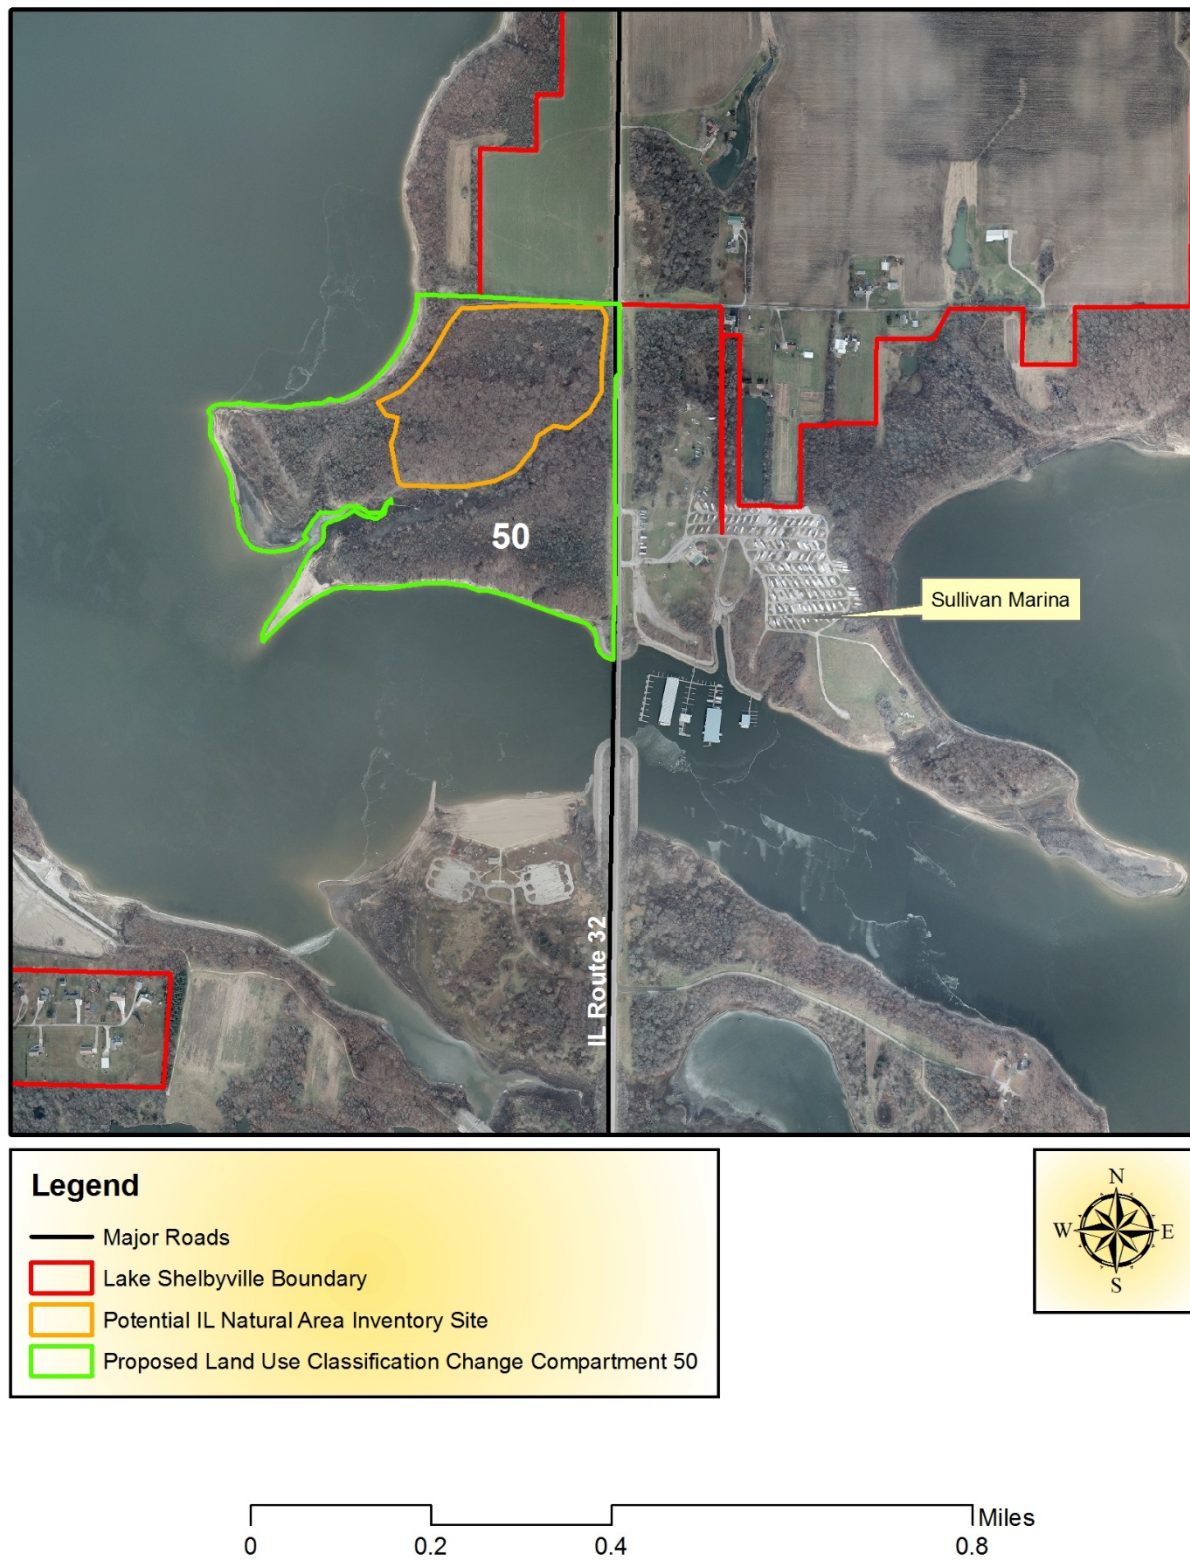 50
Sullivan Marina
IL Route 32
Legend
Major Roads
Lake Shelbyville Boundary
Potential IL Natural Area Inventory Site
Proposed Land Use Classification Change Compartment 50
N
W E
S
Miles
0 0.2 0.4 0.8